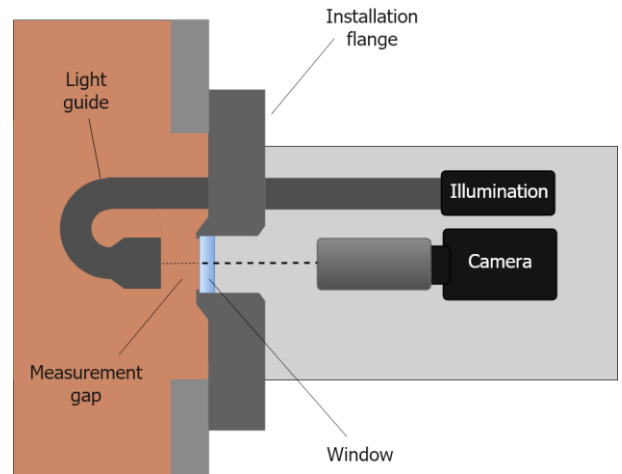 Installation
flange
Light
guide
Illumination
Camera
Measurement
gap
Window